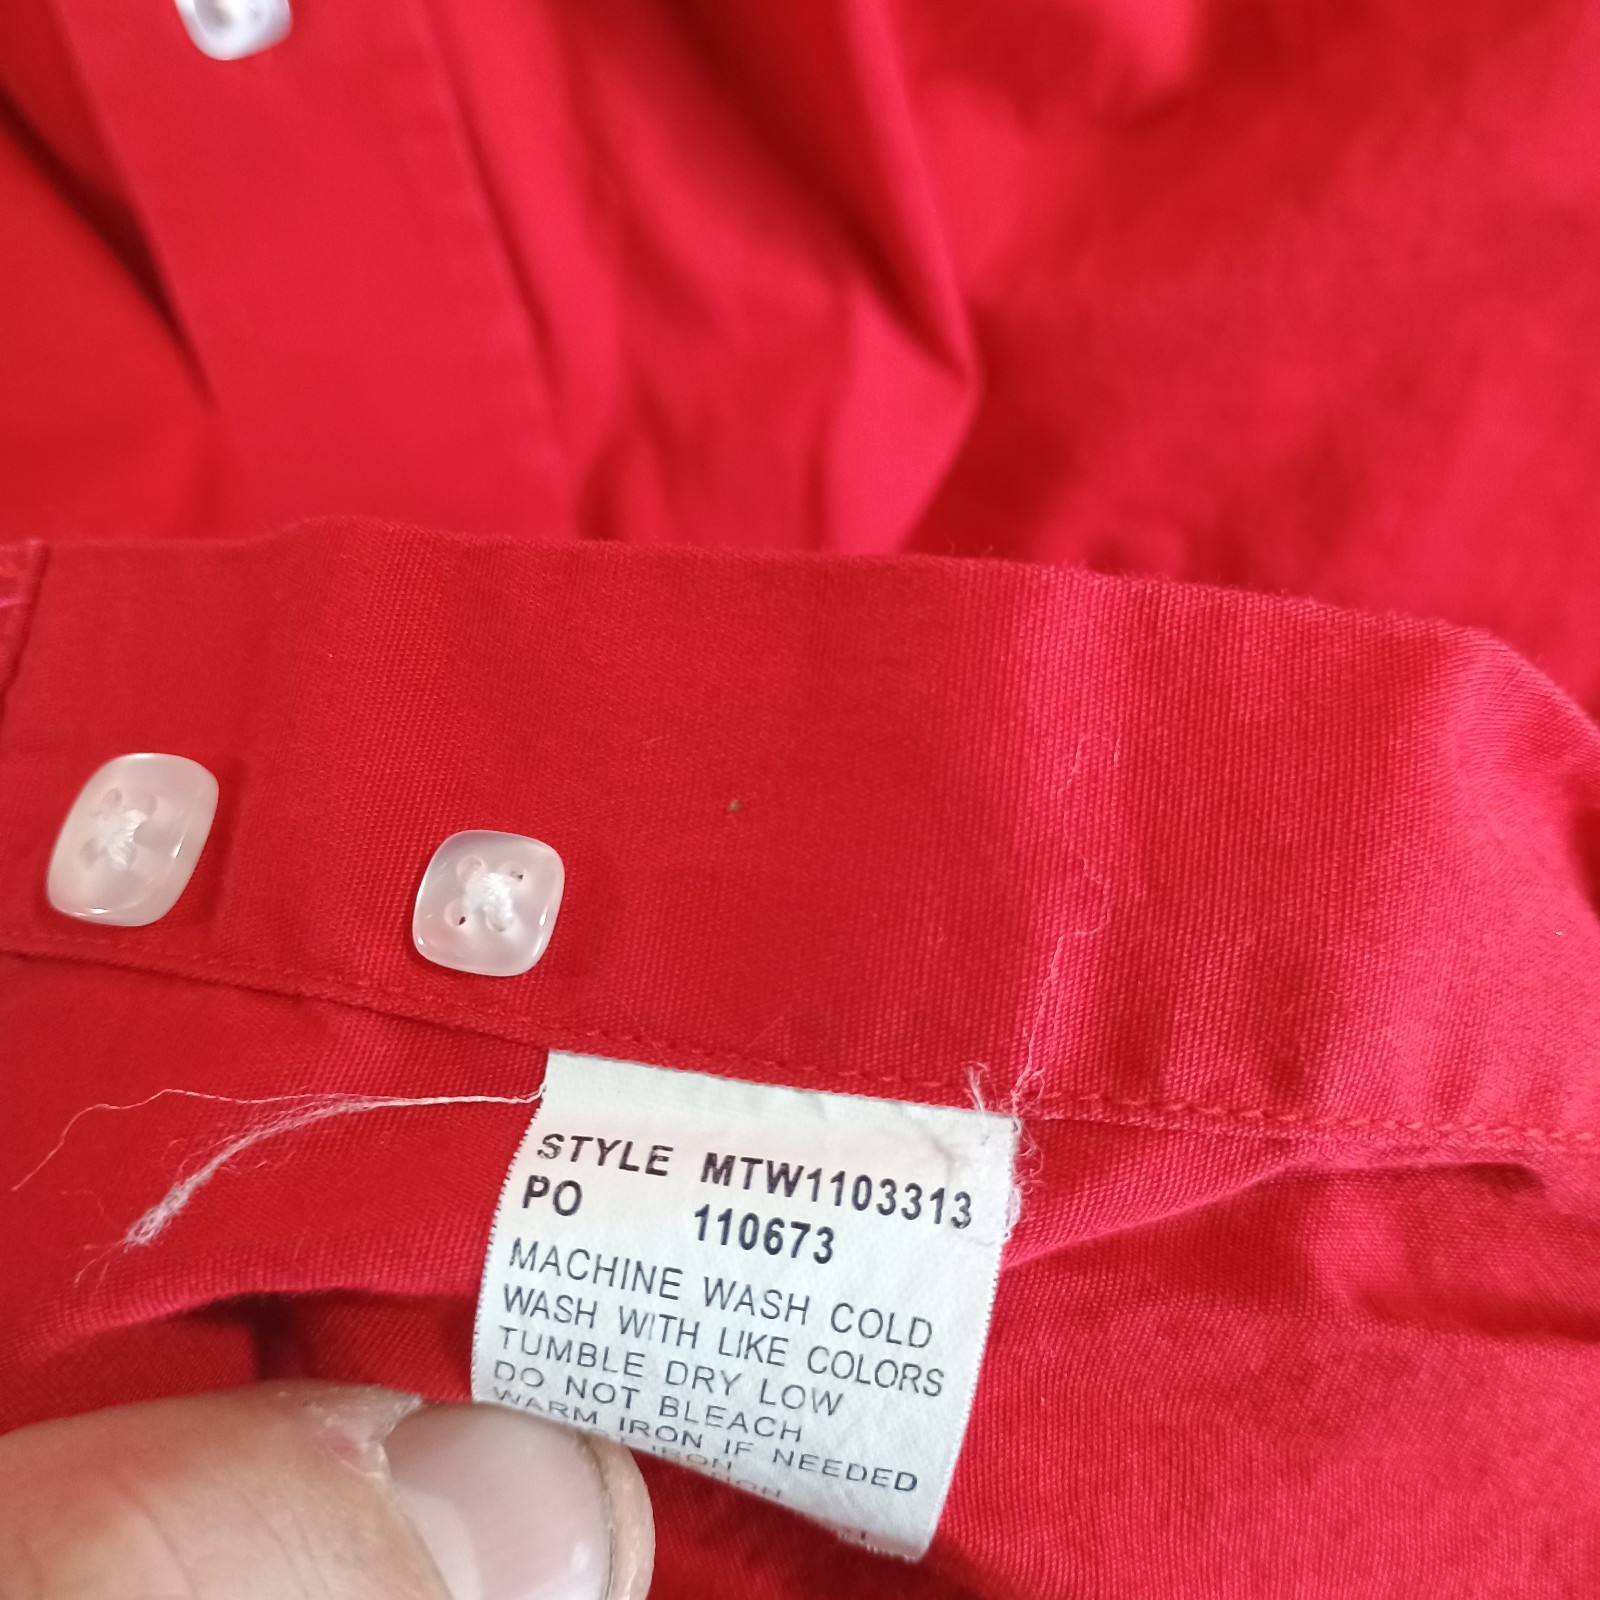 STYLE MTW1103313
PO 110673
MACHINE WASH COLD
WASH WITH LIKE COLORS
TUMBLE DRY LOW
DO NOT BLEACH
WARM IRON IF NEEDED
IRON